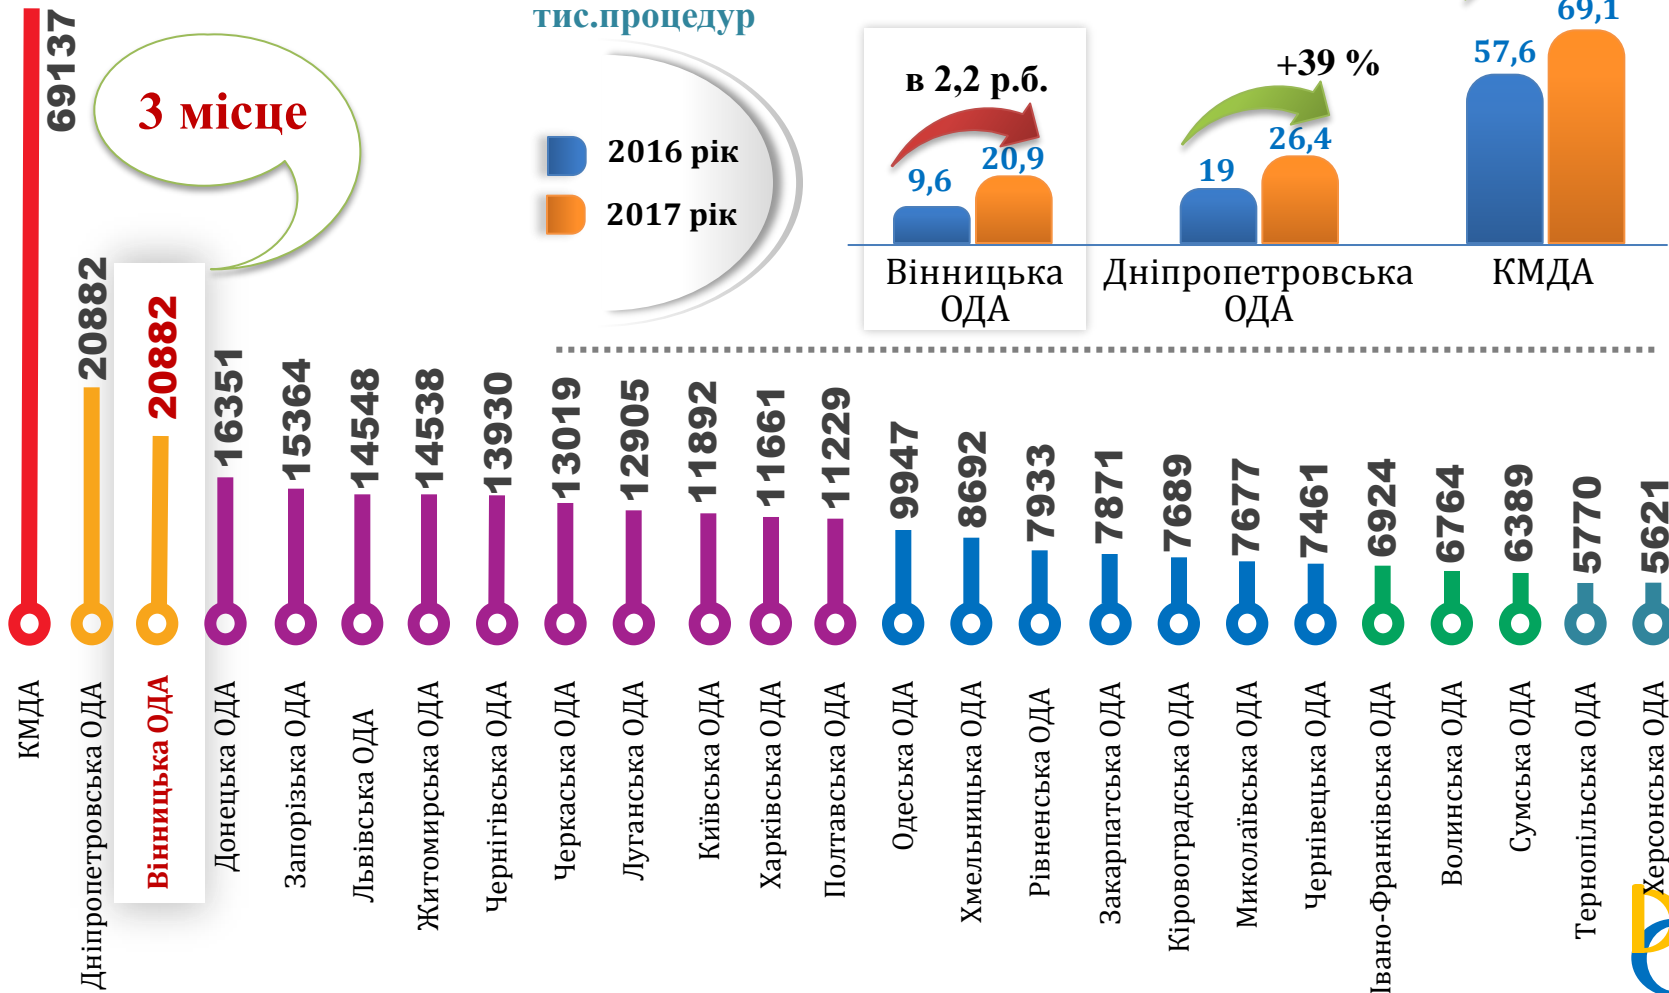 тис.процедур
2016 рік
2017 рік
в 2,2 р.б.
9,6
20,9
+39 %
19
26,4
57,6
69,1
Вінницька
ОДА
Дніпропетровська
ОДА
КМДА
3 місце
69137
20882
20882
16351
15364
14548
14538
13930
13019
12905
11892
11661
11229
9947
8692
7933
7871
7689
7677
7461
6924
6764
6389
5770
5621
КМДА
Дніпропетровська ОДА
Вінницька ОДА
Донецька ОДА
Запорізька ОДА
Львівська ОДА
Житомирська ОДА
Чернігівська ОДА
Черкаська ОДА
Луганська ОДА
Київська ОДА
Харківська ОДА
Полтавська ОДА
Одеська ОДА
Хмельницька ОДА
Рівненська ОДА
Закарпатська ОДА
Кіровоградська ОДА
Миколаївська ОДА
Чернівецька ОДА
Івано-Франківська ОДА
Волинська ОДА
Сумська ОДА
Тернопільська ОДА
Херсонська ОДА